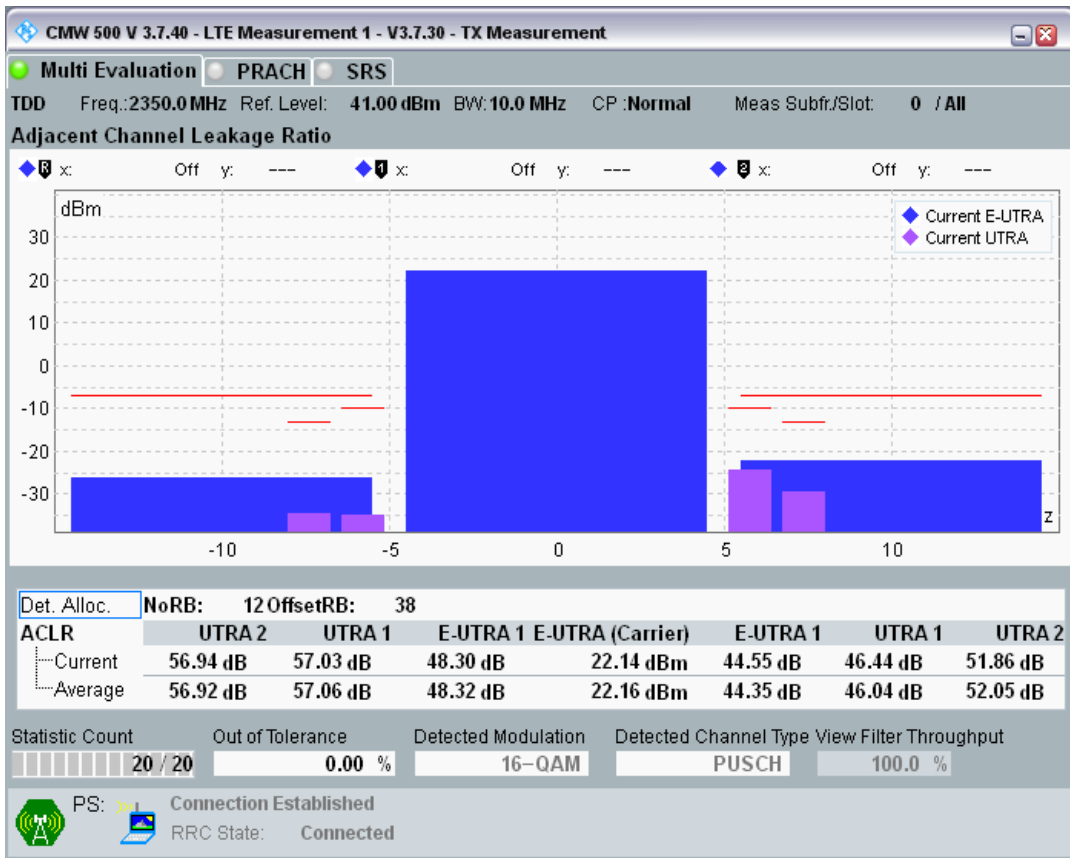 CMW 500 V 3.7.40 - LTE Measurement 1 - V3.7.30 - TX Measurement
Multi Evaluation PRACH SRS
TDD Freq.:2350.0 MHz Ref. Level: 41.00 dBm BW:10.0 MHz CP :Normal Meas Subfr./Slot: 0 / All
Adjacent Channel Leakage Ratio
R x: Off y: --- 1 x: Off y: --- 2 x: Off y: ---
dBm
Current E-UTRA
Current UTRA
30
20
10
0
-10
-20
-30
z
-10 -5 0 5 10
Det. Alloc. NoRB: 12 OffsetRB: 38
ACLR UTRA 2 UTRA 1 E-UTRA 1 E-UTRA (Carrier) E-UTRA 1 UTRA 1 UTRA 2
Current 56.94 dB 57.03 dB 48.30 dB 22.14 dBm 44.55 dB 46.44 dB 51.86 dB
Average 56.92 dB 57.06 dB 48.32 dB 22.16 dBm 44.35 dB 46.04 dB 52.05 dB
Statistic Count Out of Tolerance Detected Modulation Detected Channel Type View Filter Throughput
20 / 20 0.00 % 16-QAM PUSCH 100.0 %
PS: Connection Established
RRC State: Connected